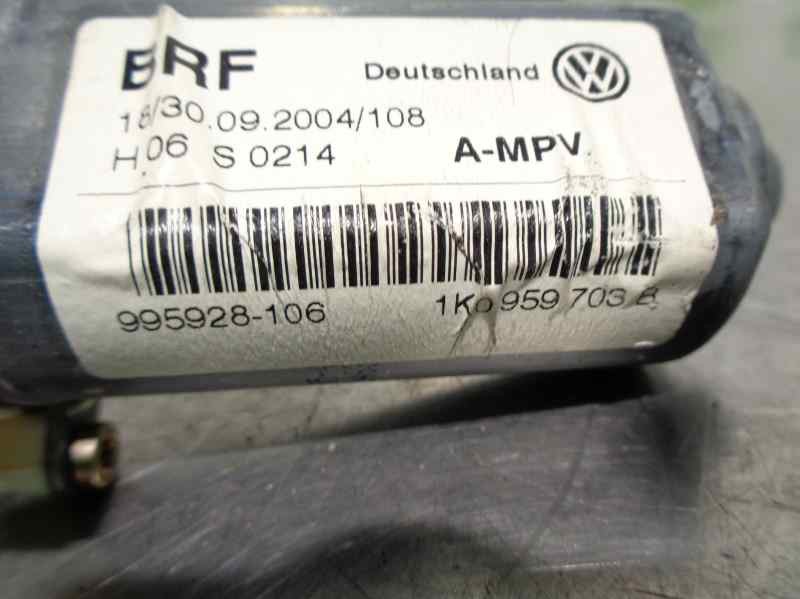 BRF
Deutschland
18/30.09.2004/108
H.06 S 0214 A-MPV
995928-106 1K0 959 703 B